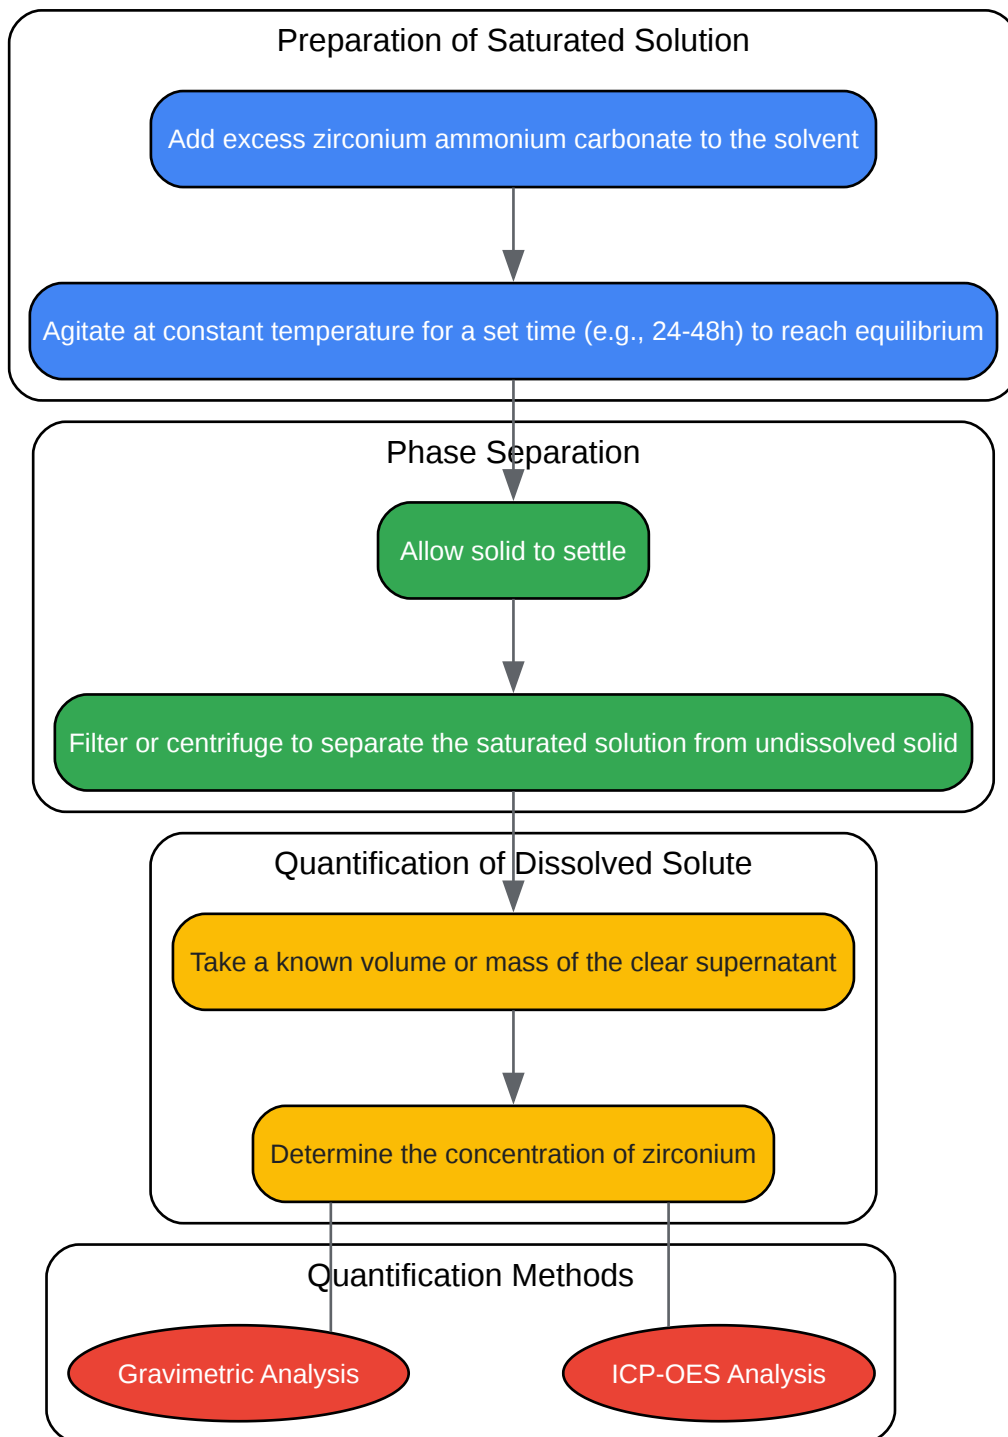 Preparation of Saturated Solution
Add excess zirconium ammonium carbonate to the solvent
Agitate at constant temperature for a set time (e.g., 24-48h) to reach equilibrium
Phase Separation
Allow solid to settle
Filter or centrifuge to separate the saturated solution from undissolved solid
Quantification of Dissolved Solute
Take a known volume or mass of the clear supernatant
Determine the concentration of zirconium
Quantification Methods
Gravimetric Analysis
ICP-OES Analysis